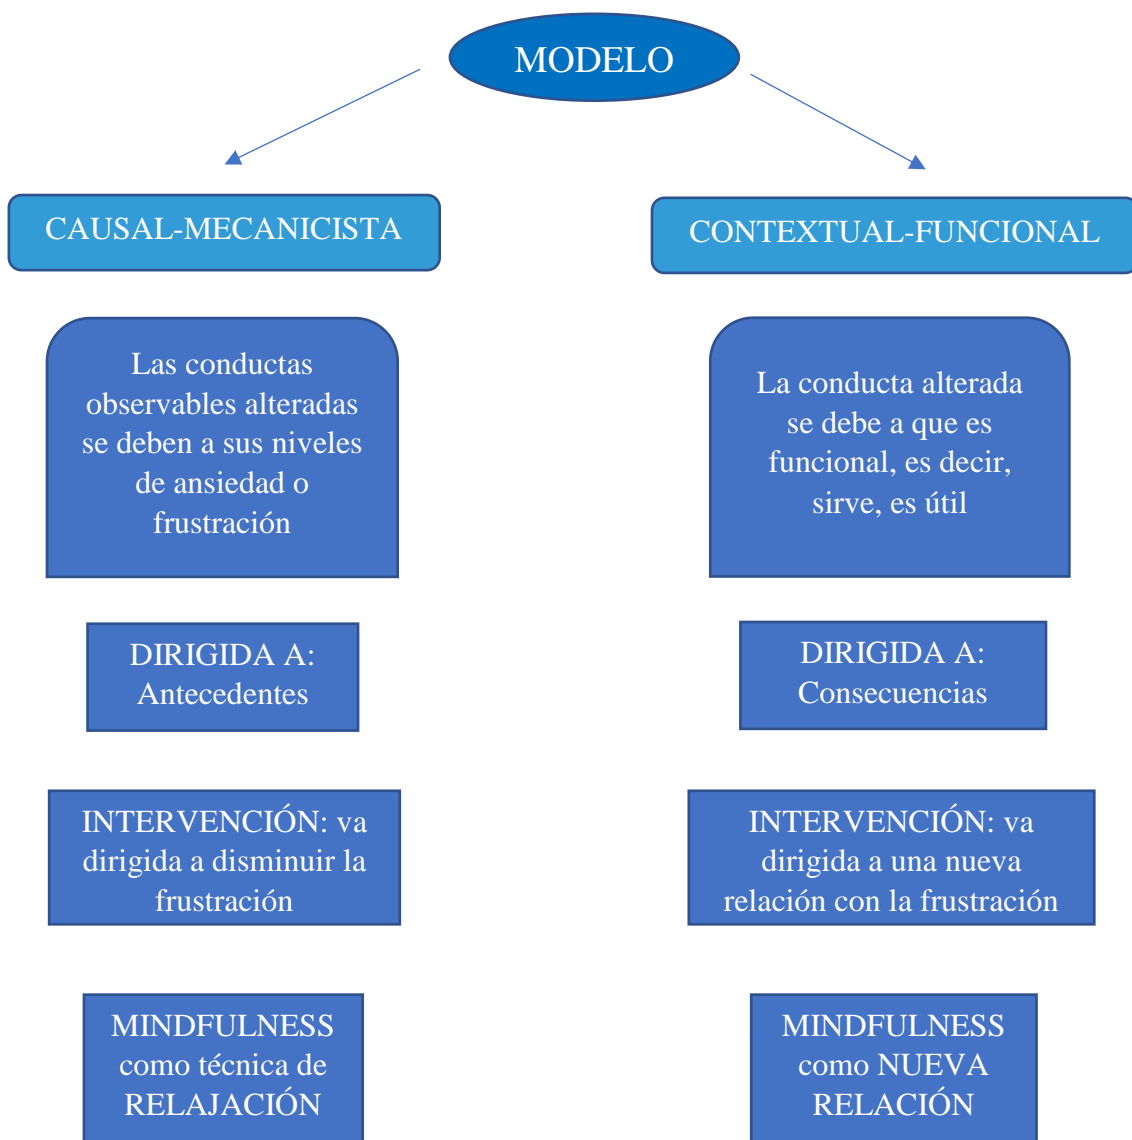 MODELO
CAUSAL-MECANICISTA
Las conductas
observables alteradas
se deben a sus niveles
de ansiedad o
frustración
DIRIGIDA A:
Antecedentes
INTERVENCIÓN: va
dirigida a disminuir la
frustración
MINDFULNESS
como técnica de
RELAJACIÓN
CONTEXTUAL-FUNCIONAL
La conducta alterada
se debe a que es
funcional, es decir,
sirve, es útil
DIRIGIDA A:
Consecuencias
INTERVENCIÓN: va
dirigida a una nueva
relación con la frustración
MINDFULNESS
como NUEVA
RELACIÓN